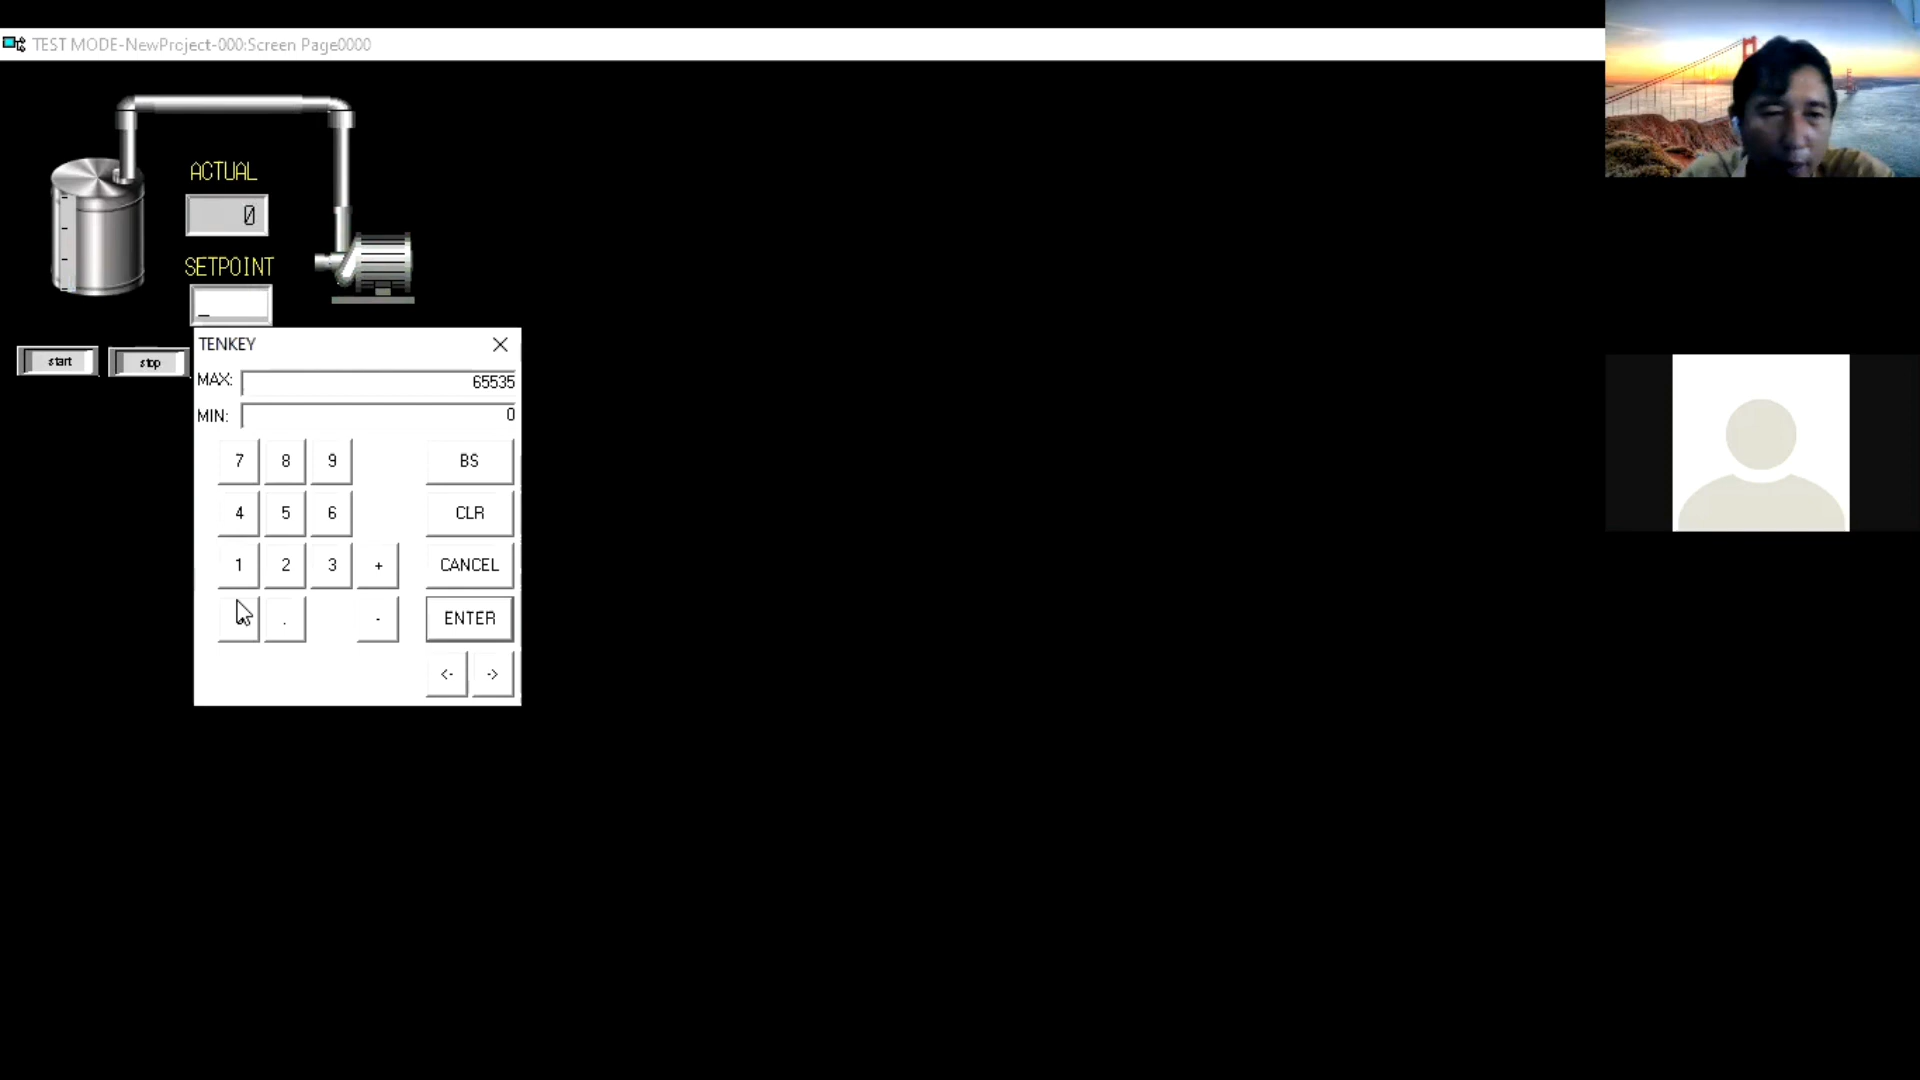 TEST MODE-NewProject-000:Screen Page0000
ACTUAL
0
SETPOINT
_
start
stop
TENKEY
MAX: 65535
MIN: 0
7 8 9 BS
4 5 6 CLR
1 2 3 + CANCEL
. - ENTER
<- ->